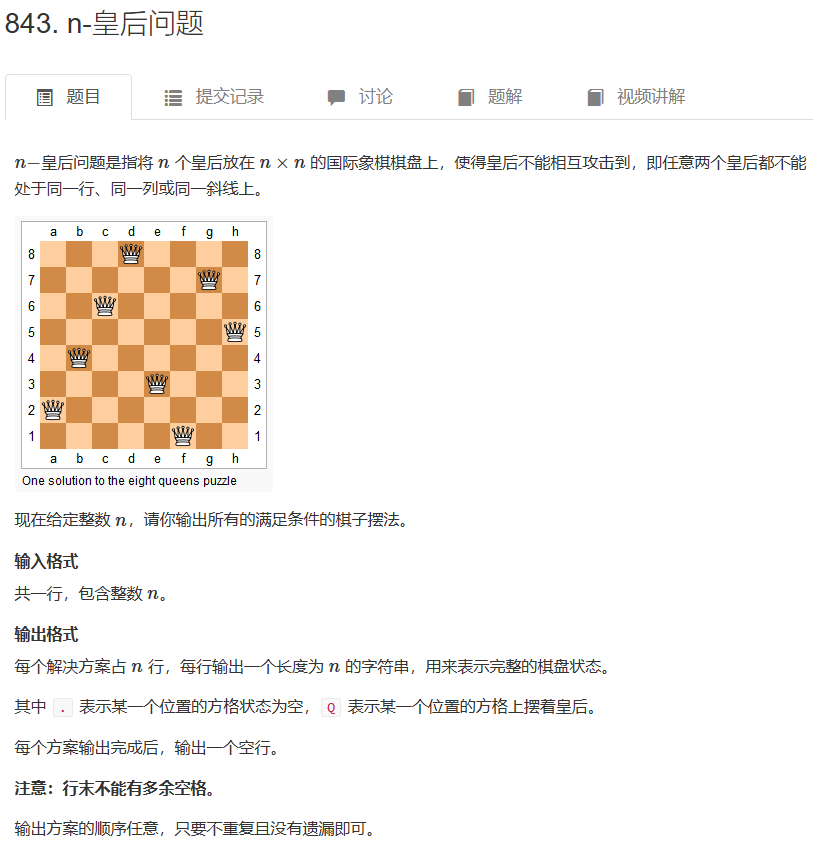 843. n-皇后问题
题目 提交记录 讨论 题解 视频讲解
n−皇后问题是指将 n 个皇后放在 n × n 的国际象棋棋盘上，使得皇后不能相互攻击到，即任意两个皇后都不能
处于同一行、同一列或同一斜线上。
a b c d e f g h
8 8
7 7
6 6
5 5
4 4
3 3
2 2
1 1
a b c d e f g h
One solution to the eight queens puzzle
现在给定整数 n，请你输出所有的满足条件的棋子摆法。
输入格式
共一行，包含整数 n。
输出格式
每个解决方案占 n 行，每行输出一个长度为 n 的字符串，用来表示完整的棋盘状态。
其中 . 表示某一个位置的方格状态为空， Q 表示某一个位置的方格上摆着皇后。
每个方案输出完成后，输出一个空行。
注意：行末不能有多余空格。
输出方案的顺序任意，只要不重复且没有遗漏即可。